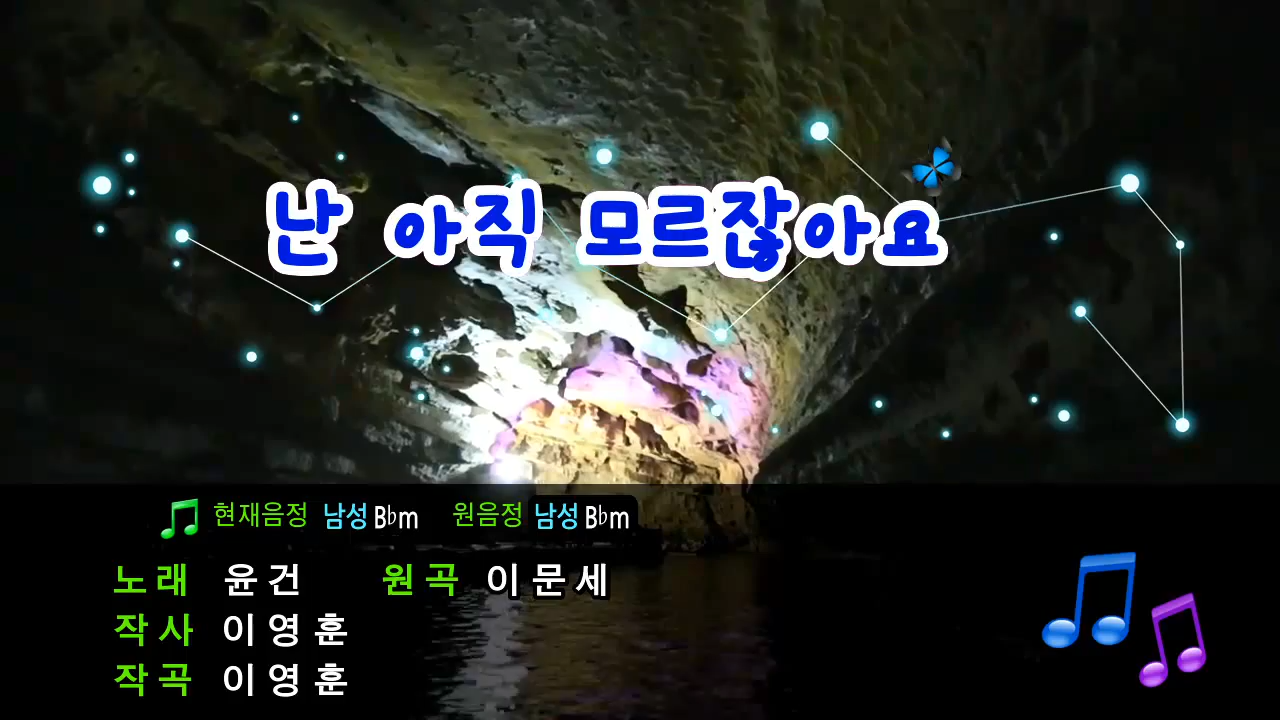 난 아직 모르잖아요
현재음정 남성 B♭m 원음정 남성 B♭m
노래 윤건 원곡 이문세
작사 이영훈
작곡 이영훈